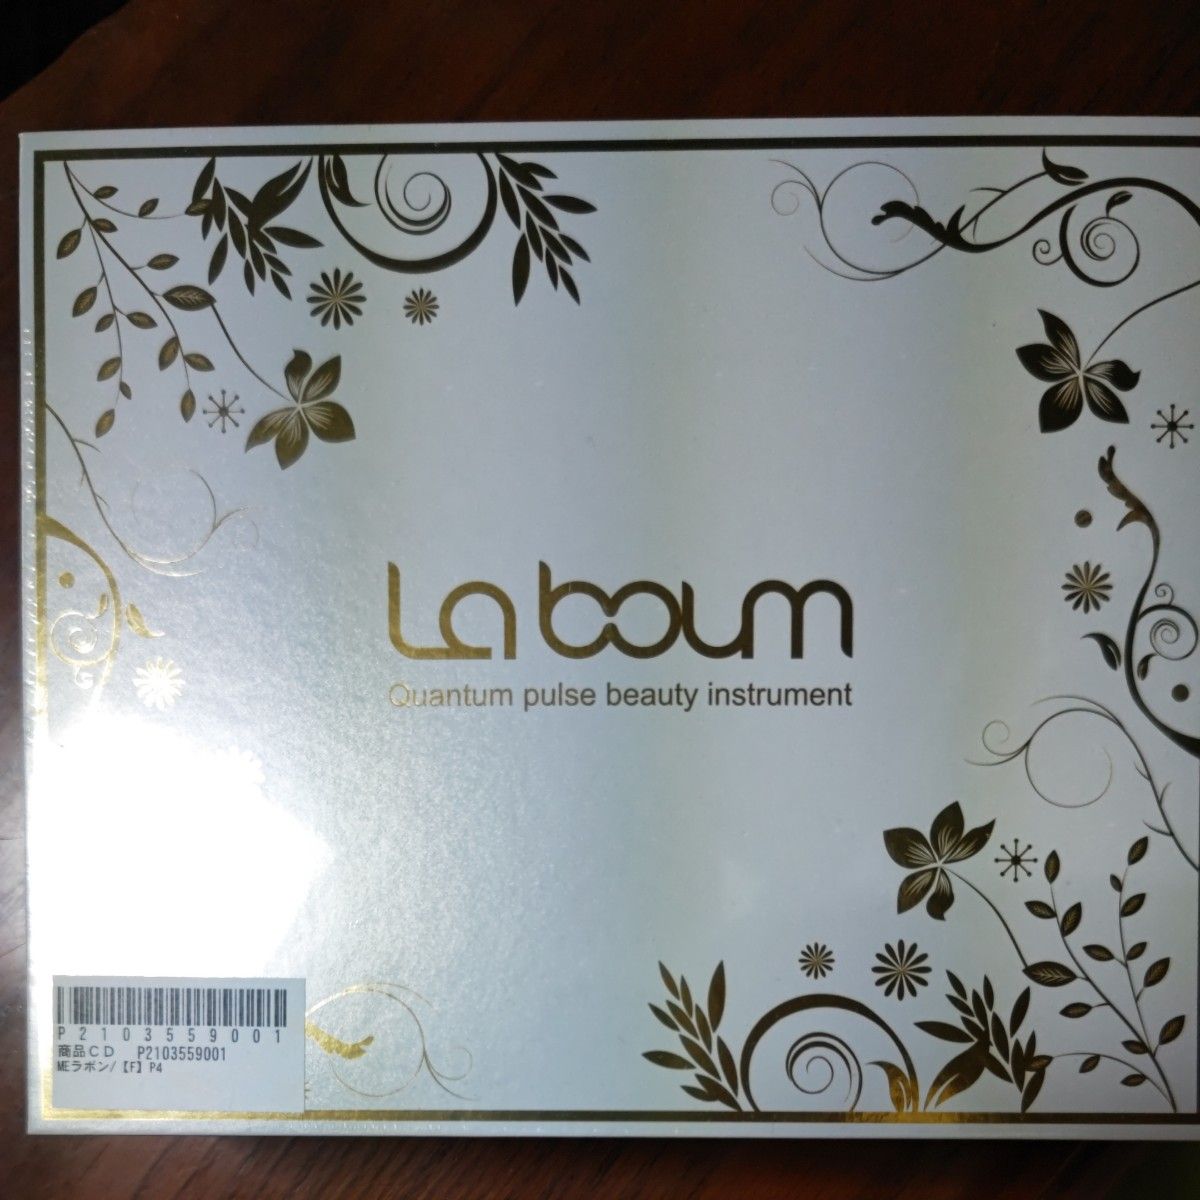 La boum
Quantum pulse beauty instrument
P2103559001
商品CD P2103559001
MEラボン/【F】P4